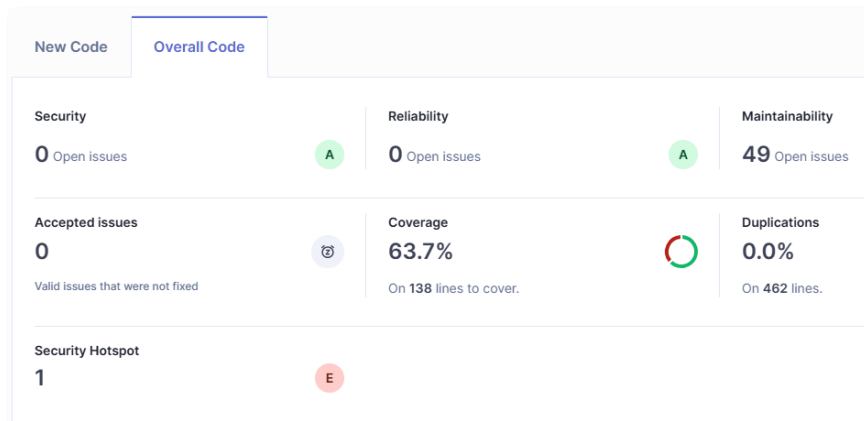 New Code
Overall Code
Security
0 Open issues
A
Reliability
0 Open issues
A
Maintainability
49 Open issues
Accepted issues
0
Valid issues that were not fixed
Coverage
63.7%
On 138 lines to cover.
Duplications
0.0%
On 462 lines.
Security Hotspot
1
E